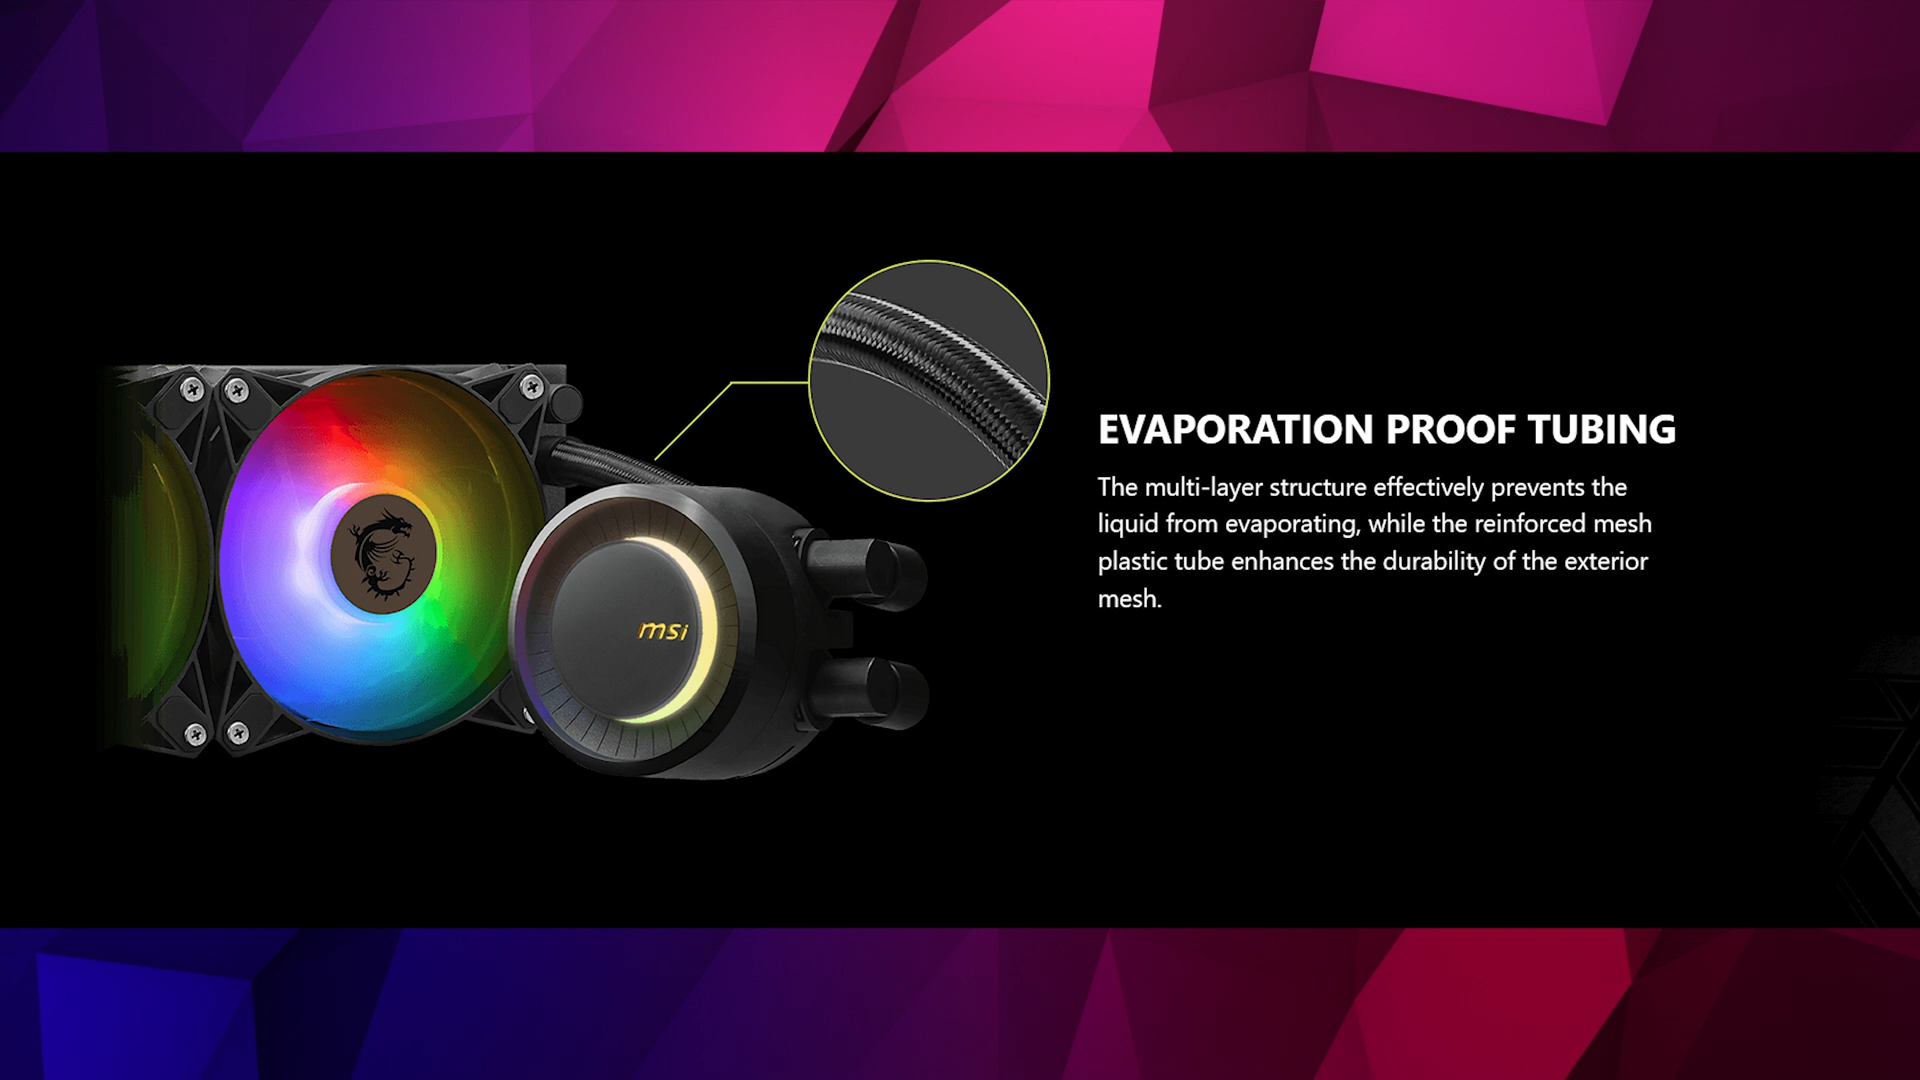 EVAPORATION PROOF TUBING
The multi-layer structure effectively prevents the
liquid from evaporating, while the reinforced mesh
plastic tube enhances the durability of the exterior
mesh.
msi